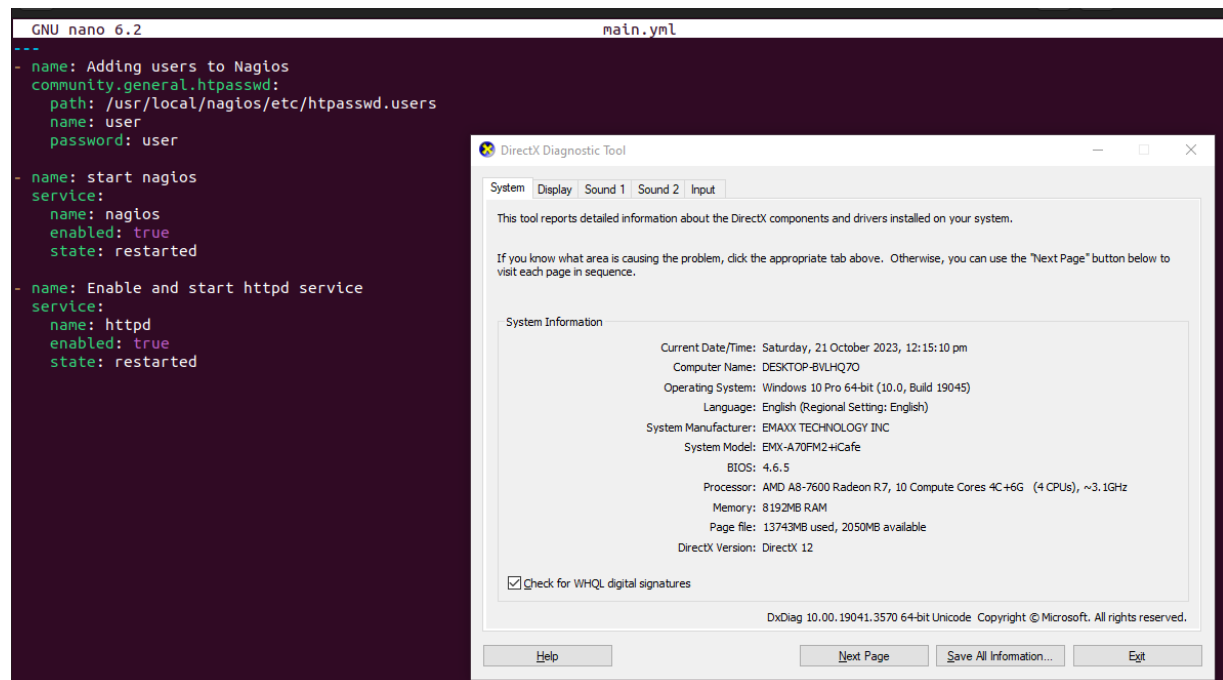 GNU nano 6.2 main.yml
---
- name: Adding users to Nagios
  community.general.htpasswd:
    path: /usr/local/nagios/etc/htpasswd.users
    name: user
    password: user

- name: start nagios
  service:
    name: nagios
    enabled: true
    state: restarted

- name: Enable and start httpd service
  service:
    name: httpd
    enabled: true
    state: restarted

DirectX Diagnostic Tool
System Display Sound 1 Sound 2 Input
This tool reports detailed information about the DirectX components and drivers installed on your system.
If you know what area is causing the problem, click the appropriate tab above.  Otherwise, you can use the "Next Page" button below to
visit each page in sequence.
System Information
Current Date/Time: Saturday, 21 October 2023, 12:15:10 pm
Computer Name: DESKTOP-BVLHQ7O
Operating System: Windows 10 Pro 64-bit (10.0, Build 19045)
Language: English (Regional Setting: English)
System Manufacturer: EMAXX TECHNOLOGY INC
System Model: EMX-A70FM2+iCafe
BIOS: 4.6.5
Processor: AMD A8-7600 Radeon R7, 10 Compute Cores 4C+6G   (4 CPUs), ~3.1GHz
Memory: 8192MB RAM
Page file: 13743MB used, 2050MB available
DirectX Version: DirectX 12
Check for WHQL digital signatures
DxDiag 10.00.19041.3570 64-bit Unicode  Copyright © Microsoft. All rights reserved.
Help Next Page Save All Information... Exit